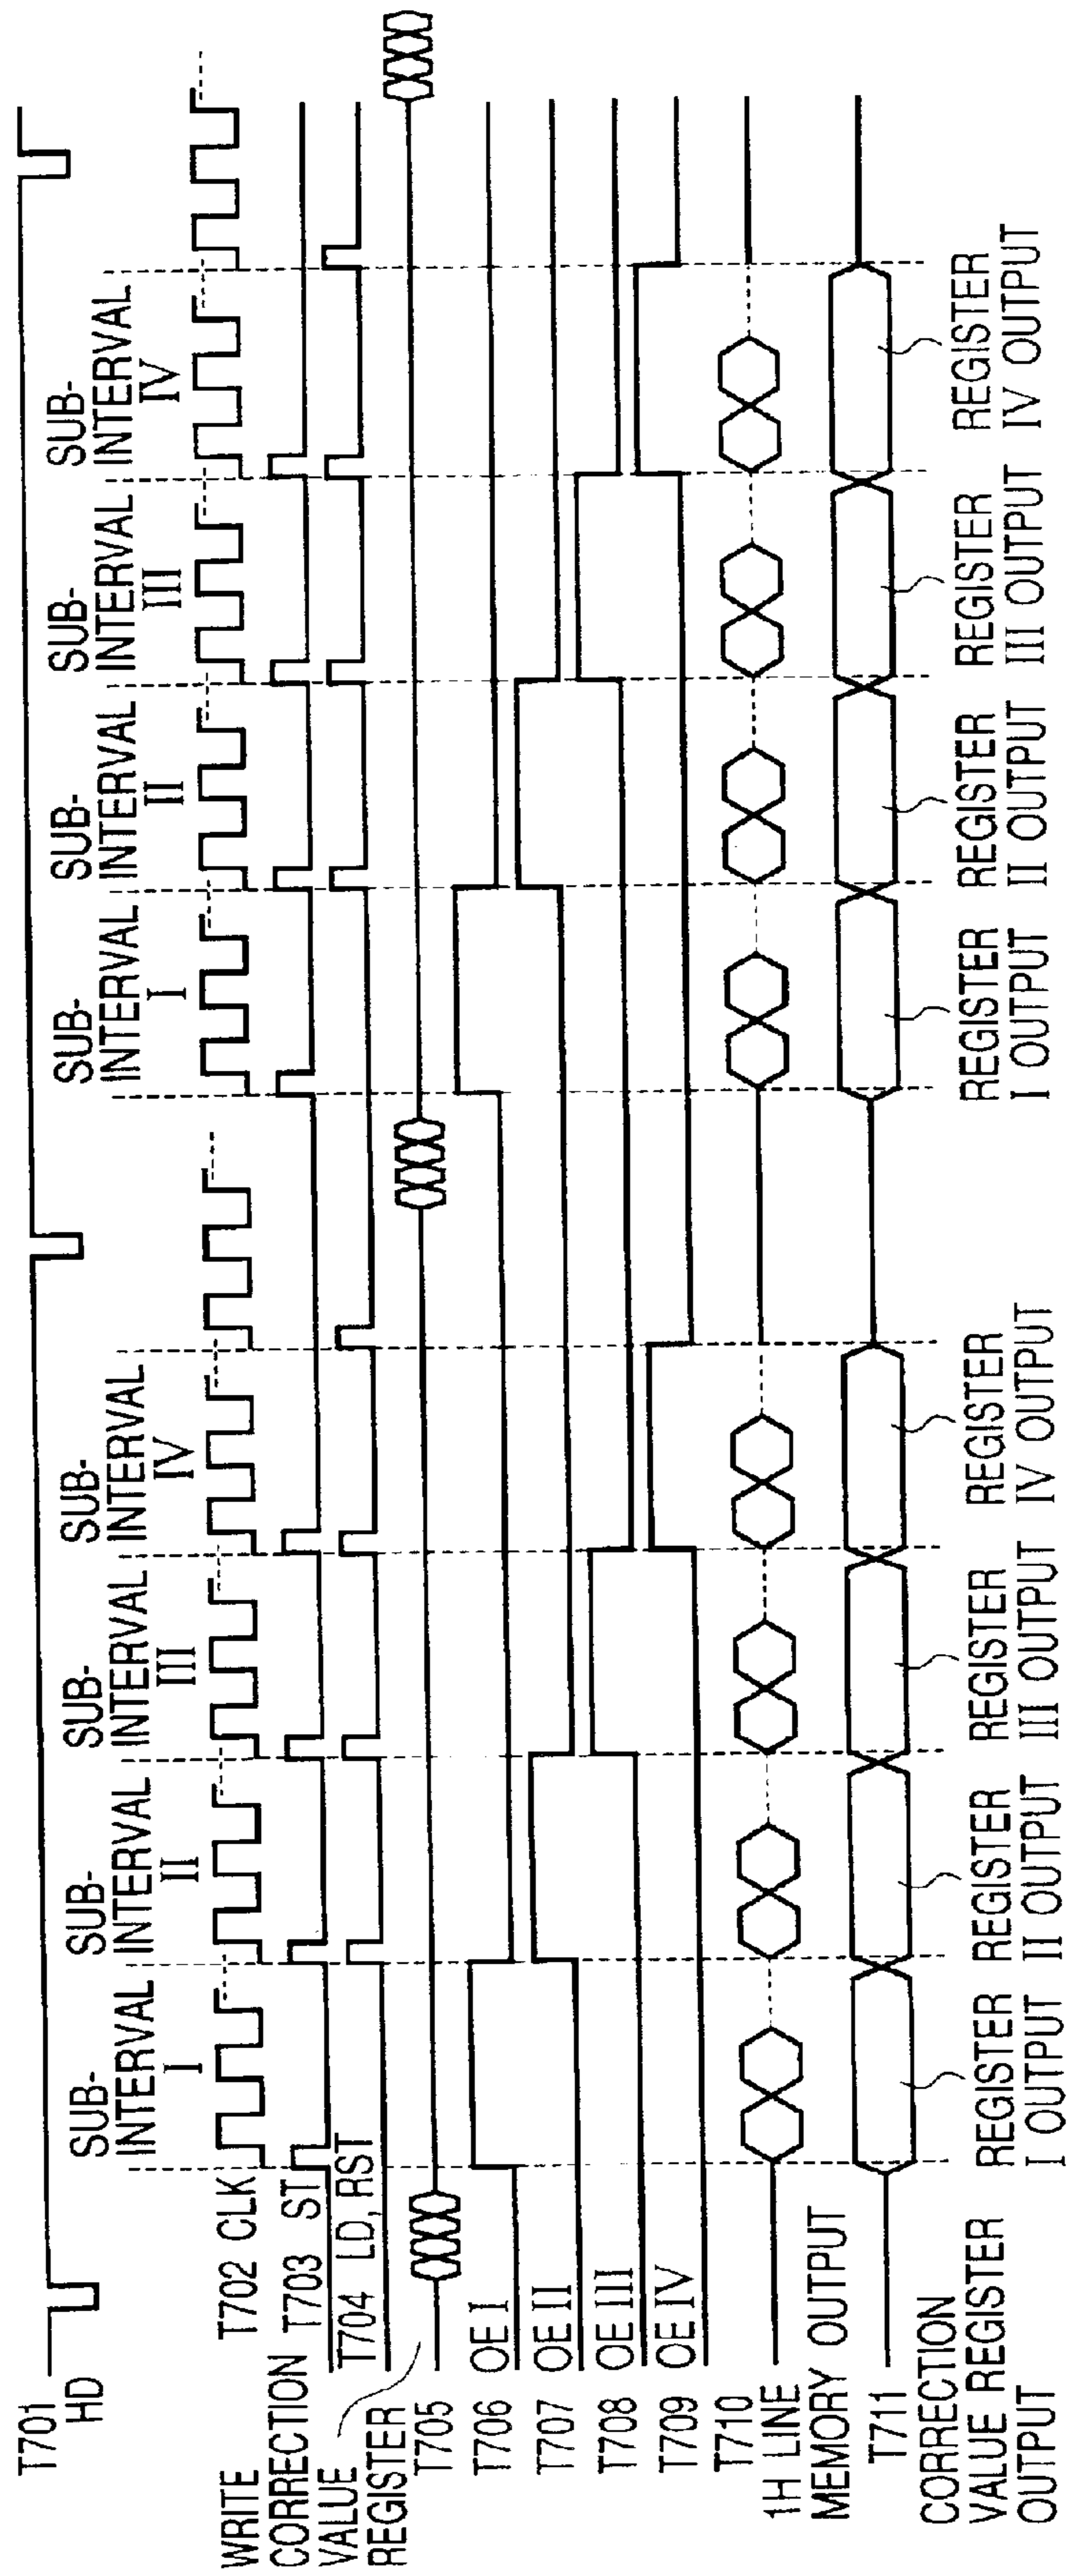 T701
HD
SUB-
INTERVAL
I
SUB-
INTERVAL
II
SUB-
INTERVAL
III
SUB-
INTERVAL
IV
SUB-
INTERVAL
I
SUB-
INTERVAL
II
SUB-
INTERVAL
III
SUB-
INTERVAL
IV
T702 CLK
T703 ST
T704 LD, RST
WRITE
CORRECTION
VALUE
REGISTER
T705
T706 OE I
T707 OE II
T708 OE III
T709 OE IV
T710
1H LINE
MEMORY OUTPUT
T711
CORRECTION
VALUE REGISTER
OUTPUT
REGISTER
I OUTPUT
REGISTER
II OUTPUT
REGISTER
III OUTPUT
REGISTER
IV OUTPUT
REGISTER
I OUTPUT
REGISTER
II OUTPUT
REGISTER
III OUTPUT
REGISTER
IV OUTPUT